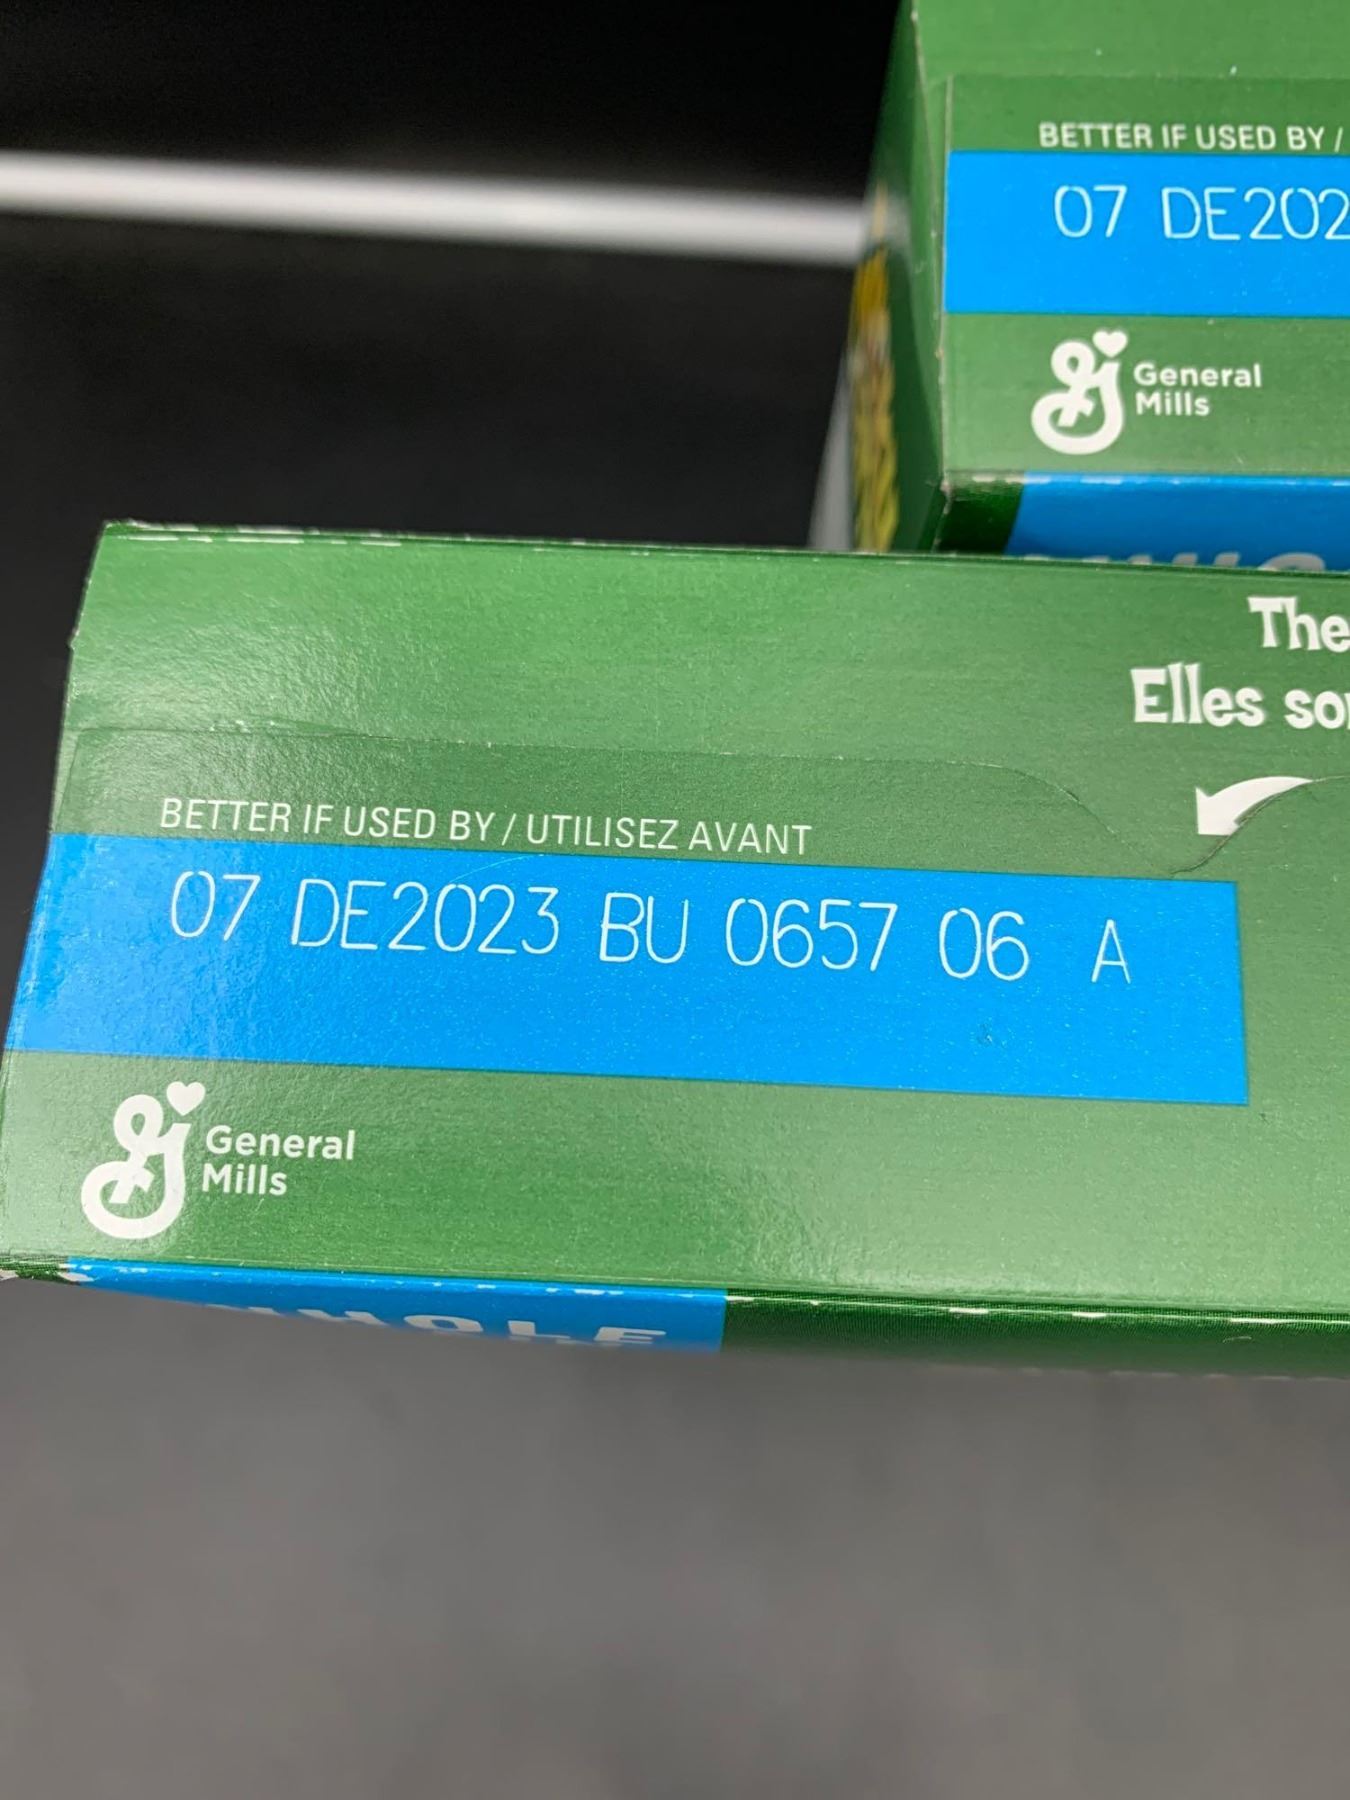 BETTER IF USED BY /
07 DE202
General
Mills
The
Elles so
BETTER IF USED BY / UTILISEZ AVANT
07 DE2023 BU 0657 06 A
General
Mills
WHOLE